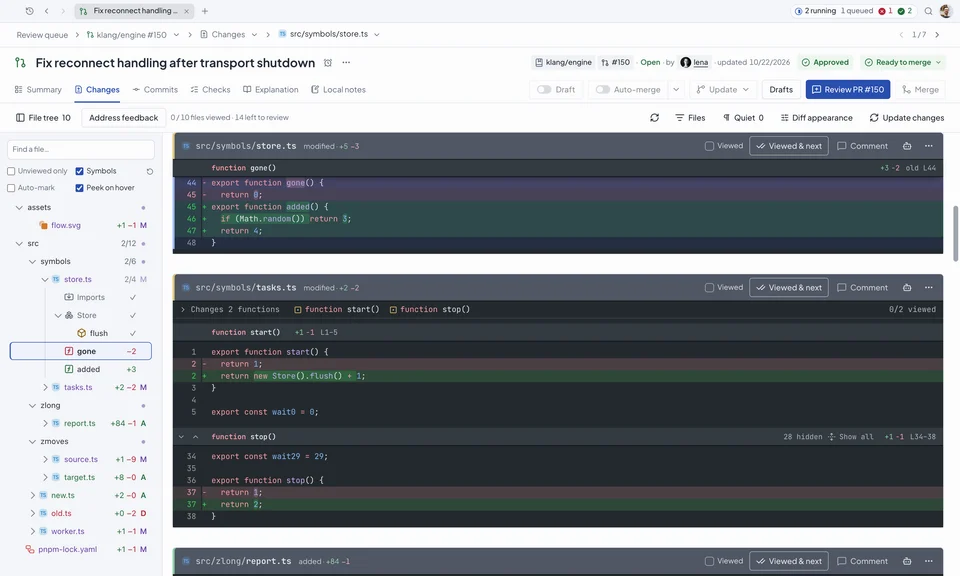 Fix reconnect handling ...
2 running 1 queued 1 2
Review queue klang/engine #150 Changes src/symbols/store.ts 1/7
Fix reconnect handling after transport shutdown
klang/engine #150 · Open · by lena · updated 10/22/2026 Approved Ready to merge
Summary Changes Commits Checks Explanation Local notes
Draft Auto-merge Update Drafts Review PR #150 Merge
File tree 10 Address feedback 0 / 10 files viewed · 14 left to review
Files Quiet 0 Diff appearance Update changes
Find a file...
Unviewed only Symbols
Auto-mark Peek on hover
assets
flow.svg +1 −1 M
src 2/12
symbols 2/6
store.ts 2/4 M
Imports
Store
flush
gone −2
added +3
tasks.ts +2 −2 M
zlong
report.ts +84 −1 A
zmoves
source.ts +1 −9 M
target.ts +8 −0 A
new.ts +2 −0 A
old.ts +0 −2 D
worker.ts +1 −1 M
pnpm-lock.yaml +1 −1 M
src/symbols/store.ts modified · +5 −3 Viewed Viewed & next Comment
function gone() +3 -2 old L44
44 - export function gone() {
45 - return 0;
45 + export function added() {
46 + if (Math.random()) return 3;
47 + return 4;
48 }
src/symbols/tasks.ts modified · +2 −2 Viewed Viewed & next Comment
Changes 2 functions function start() function stop() 0/2 viewed
function start() +1 -1 L1-5
1 export function start() {
2 - return 1;
2 + return new Store().flush() + 1;
3 }
4
5 export const wait0 = 0;
function stop() 28 hidden Show all +1 -1 L34-38
34 export const wait29 = 29;
35
36 export function stop() {
37 - return 1;
37 + return 2;
38 }
src/zlong/report.ts added · +84 −1 Viewed Viewed & next Comment